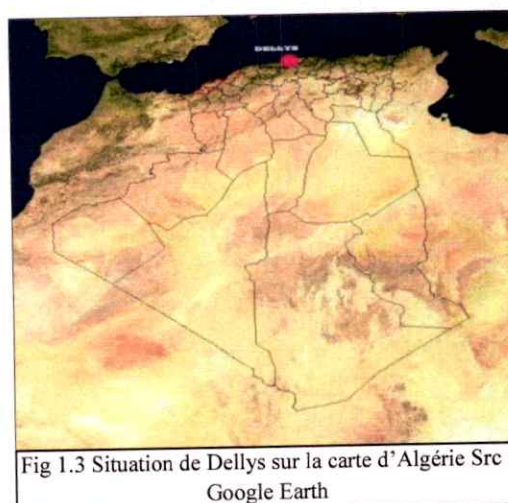 DELLYS
Fig 1.3 Situation de Dellys sur la carte d'Algérie Src
Google Earth